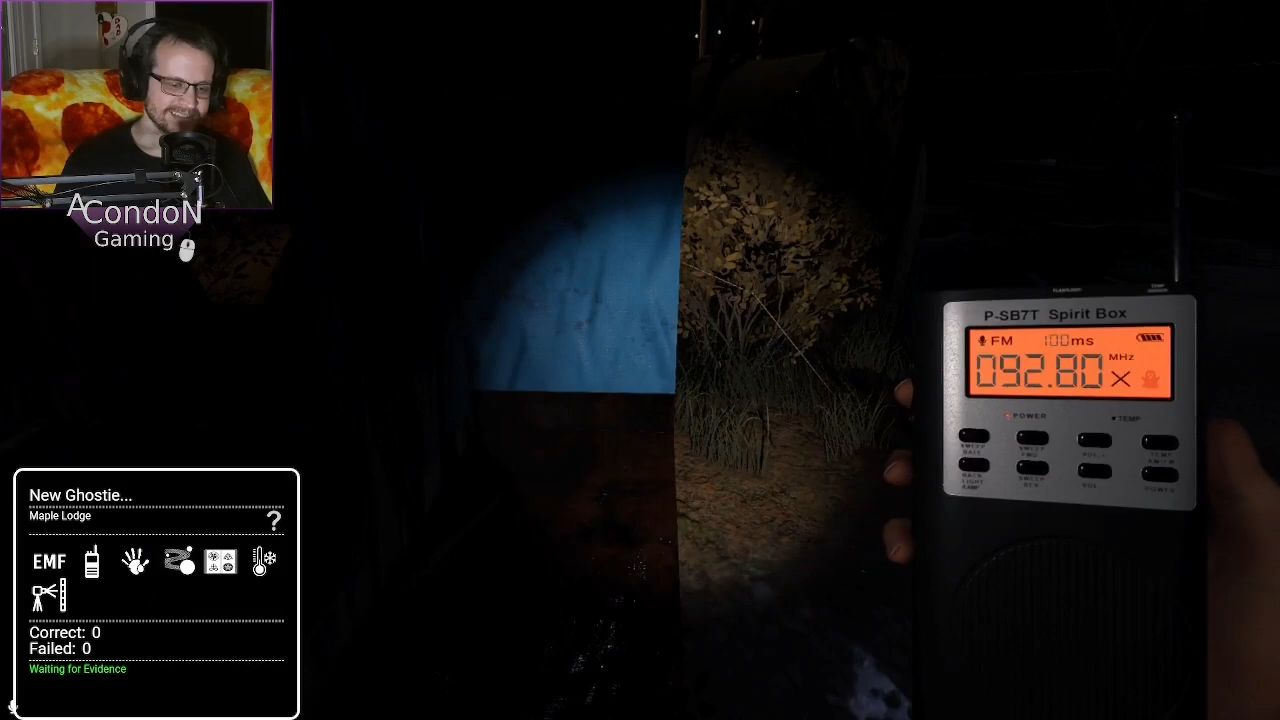 ACondoN
Gaming
P-SB7T Spirit Box
FM 100ms
092.80 MHz
POWER
TEMP
New Ghostie...
Maple Lodge
?
EMF
Correct: 0
Failed: 0
Waiting for Evidence